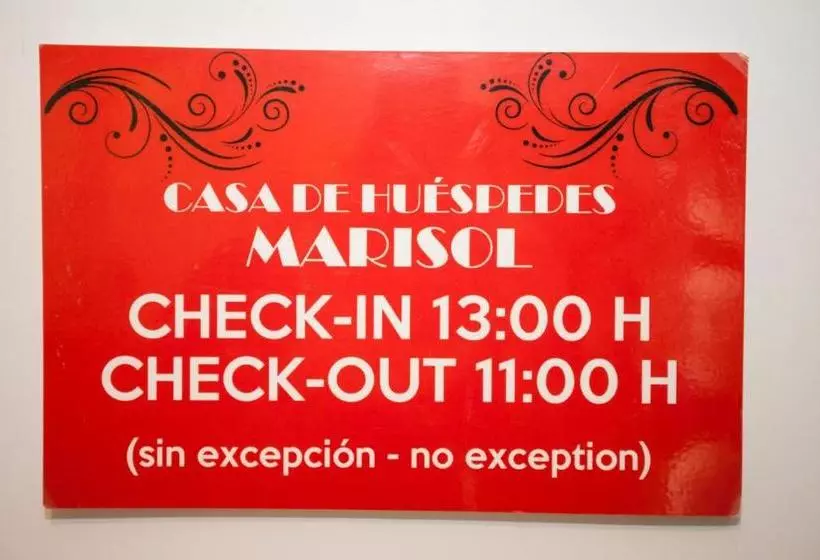 CASA DE HUÉSPEDES
MARISOL
CHECK-IN 13:00 H
CHECK-OUT 11:00 H
(sin excepción - no exception)